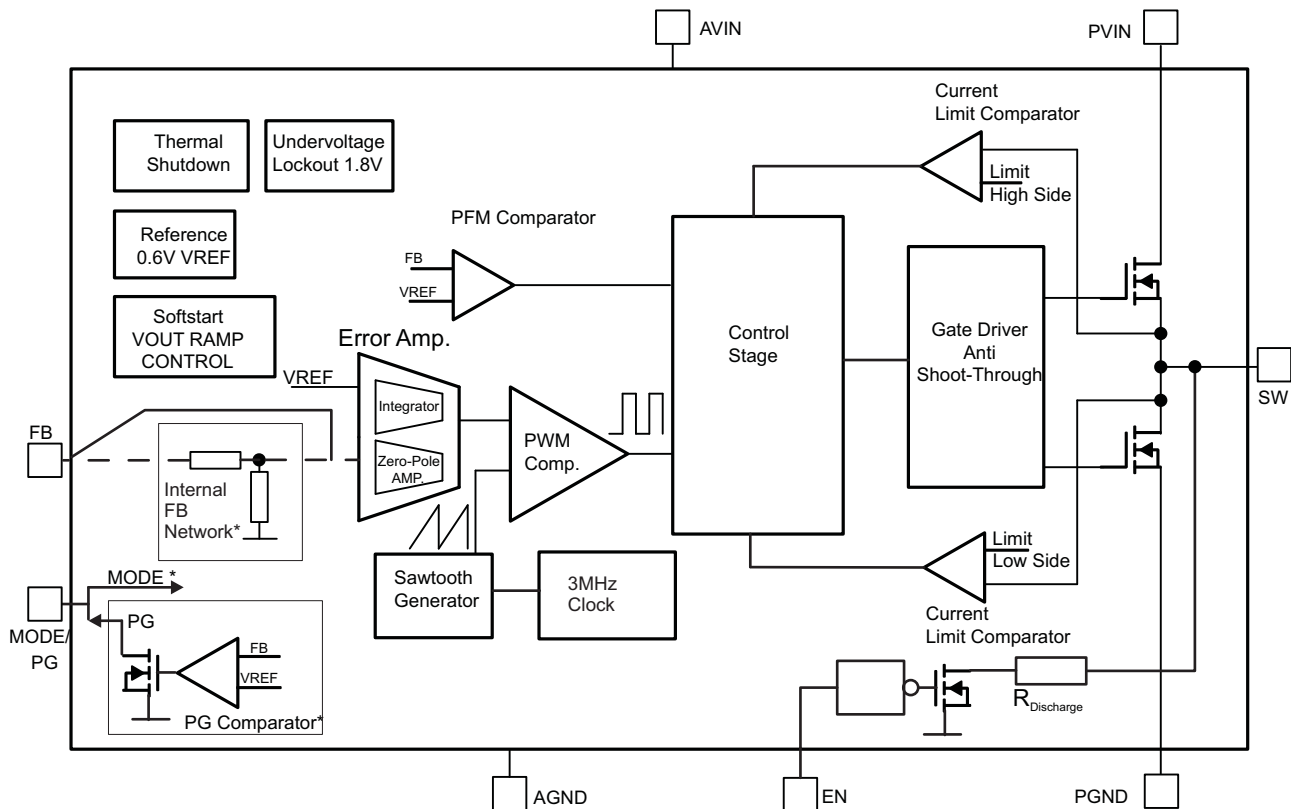 AVIN
PVIN
Current
Limit Comparator
Thermal
Shutdown
Undervoltage
Lockout 1.8V
Limit
High Side
PFM Comparator
Reference
0.6V VREF
FB
VREF
Softstart
VOUT RAMP
CONTROL
Error Amp.
Control
Stage
Gate Driver
Anti
Shoot-Through
VREF
Integrator
SW
FB
PWM
Comp.
Zero-Pole
AMP.
Internal
FB
Network*
Limit
Low Side
MODE *
Sawtooth
Generator
3MHz
Clock
Current
Limit Comparator
PG
MODE/
PG
FB
VREF
PG Comparator*
RDischarge
AGND
EN
PGND